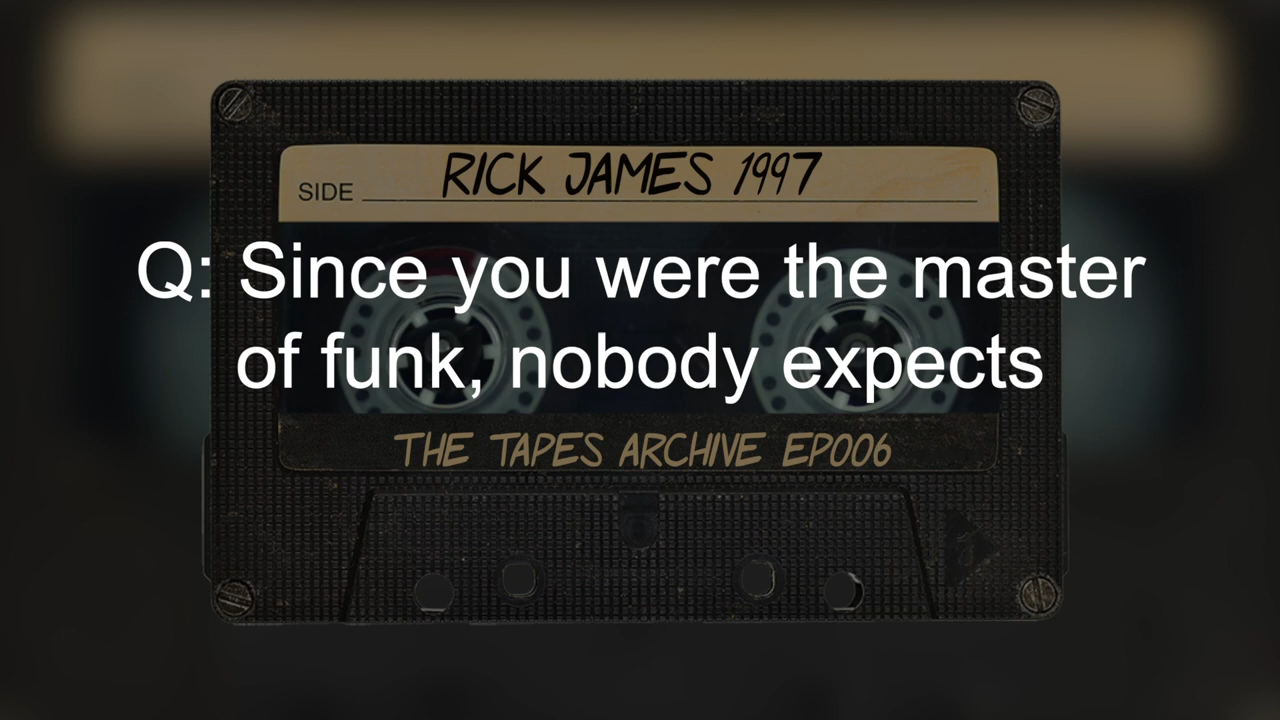 SIDE RICK JAMES 1997
Q: Since you were the master
of funk, nobody expects
THE TAPES ARCHIVE EP006